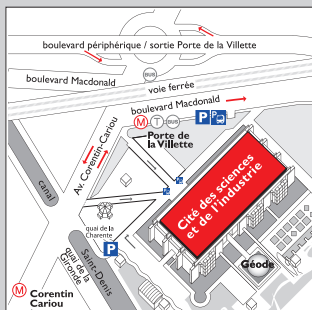 boulevard périphérique / sortie Porte de la Villette
BUS
boulevard Macdonald
voie ferrée
boulevard Macdonald
M T BUS
P P
Porte de
la Villette
Av. Corentin-Cariou
canal
Cité des sciences
et de l'industrie
quai de la
Charente
P
Géode
quai de la
Gironde
Saint-Denis
M Corentin
Cariou